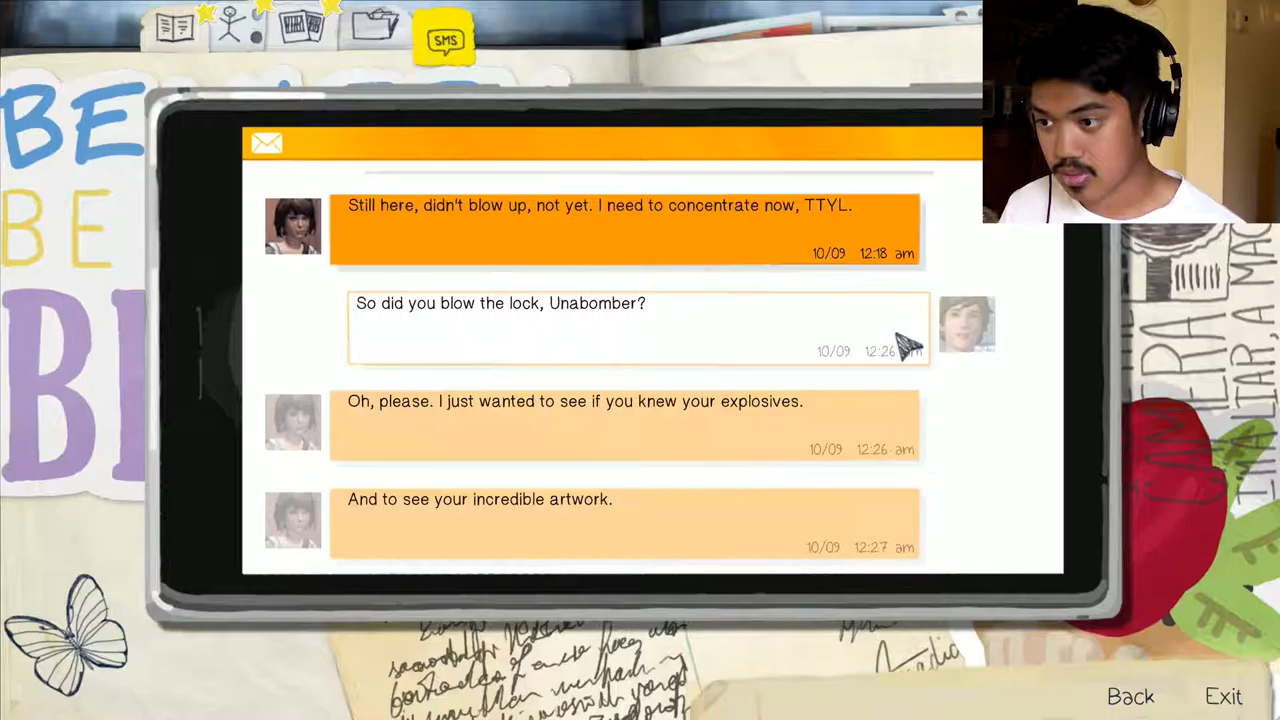 SMS
BE
BE
B
Still here, didn't blow up, not yet. I need to concentrate now, TTYL.
10/09 12:18 am
So did you blow the lock, Unabomber?
10/09 12:26
Oh, please. I just wanted to see if you knew your explosives.
10/09 12:26 am
And to see your incredible artwork.
10/09 12:27 am
CAMERA
Back
Exit